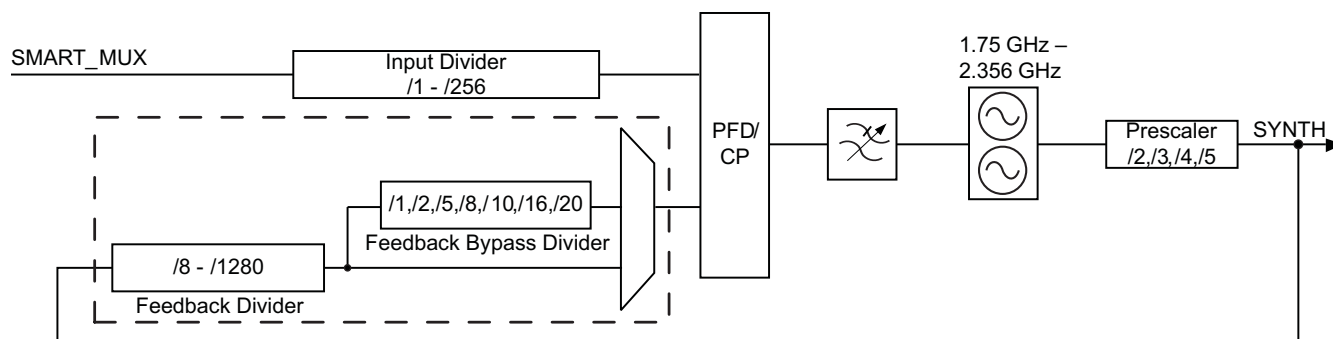 SMART_MUX
Input Divider
/1 - /256
PFD/
CP
1.75 GHz –
2.356 GHz
Prescaler
/2,/3,/4,/5
SYNTH
/1,/2,/5,/8,/10,/16,/20
Feedback Bypass Divider
/8 - /1280
Feedback Divider